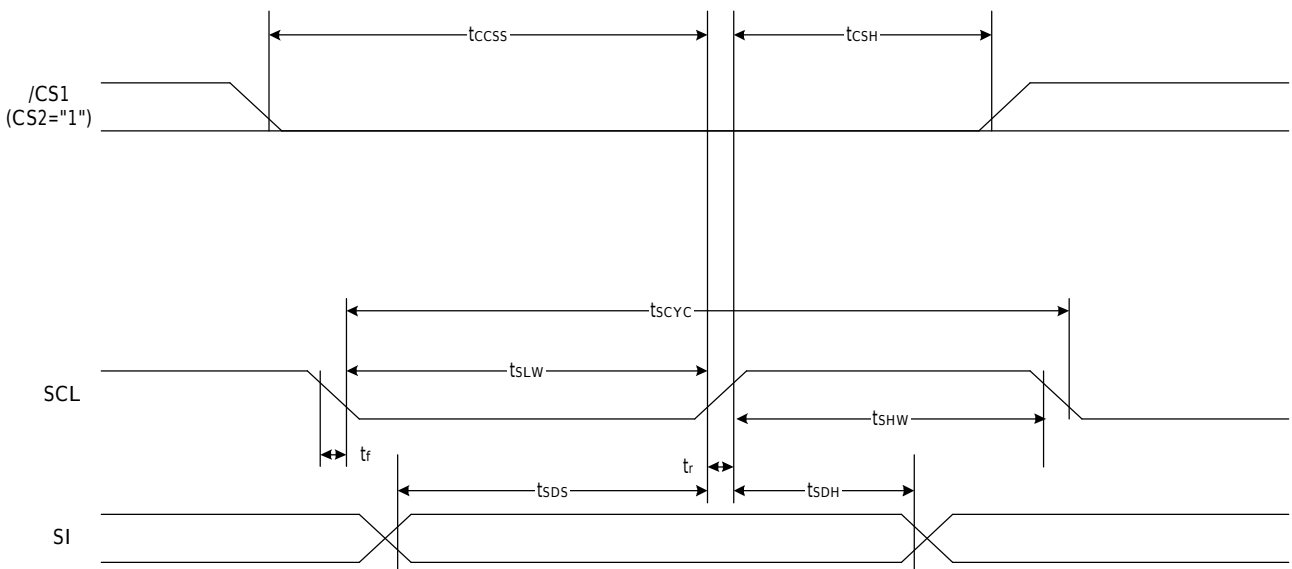 tCCSS
tCSH
/CS1
(CS2="1")
tSCYC
tSLW
SCL
tSHW
tf
tr
tSDS
tSDH
SI